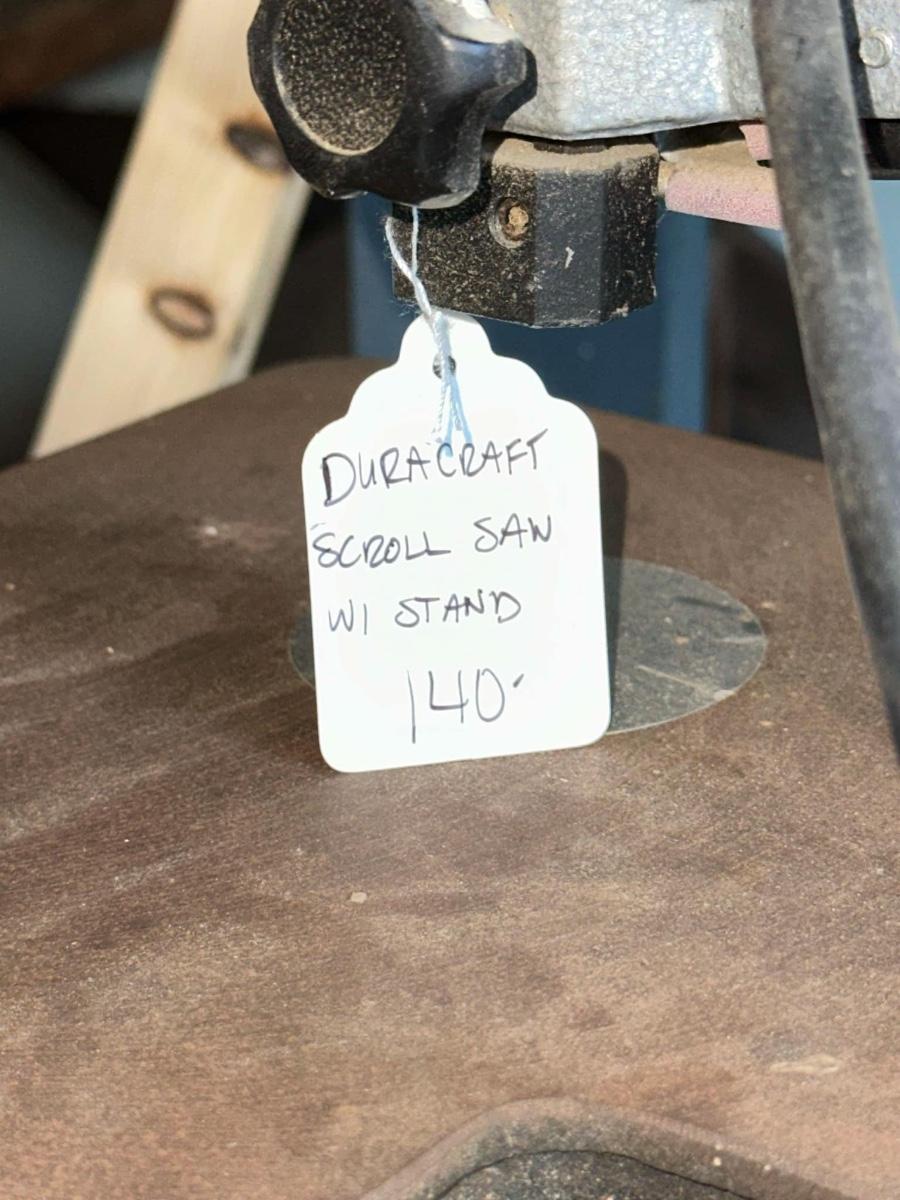 DURACRAFT
SCROLL SAW
W/ STAND
140.